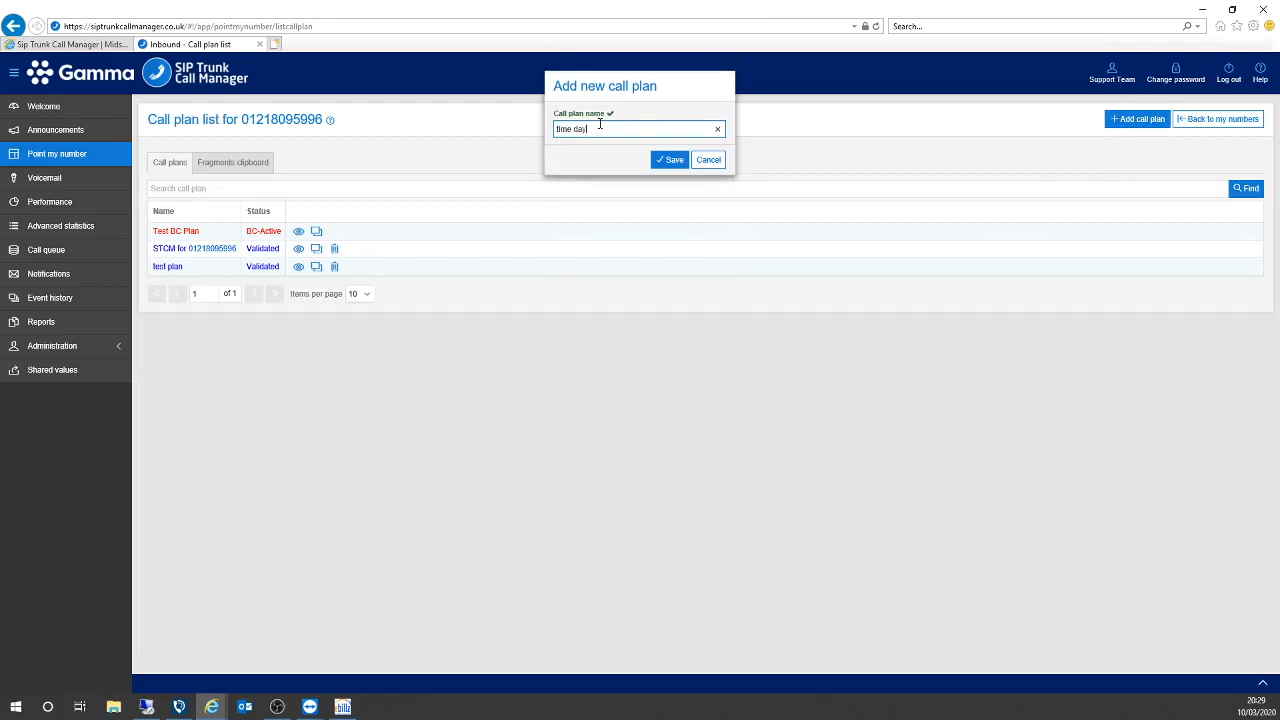 https://siptrunkcallmanager.co.uk/#!/app/pointmynumber/listcallplan
Search...
Sip Trunk Call Manager | Mids...
Inbound - Call plan list
Gamma
SIP Trunk
Call Manager
Support Team
Change password
Log out
Help
Welcome
Announcements
Point my number
Voicemail
Performance
Advanced statistics
Call queue
Notifications
Event history
Reports
Administration
Shared values
Call plan list for 01218095996
Add call plan
Back to my numbers
Call plans
Fragments clipboard
Search call plan
Find
Name Status
Test BC Plan BC-Active
STCM for 01218095996 Validated
test plan Validated
1 of 1 Items per page 10
Add new call plan
Call plan name
time day
Save
Cancel
billa
20:29
10/03/2020